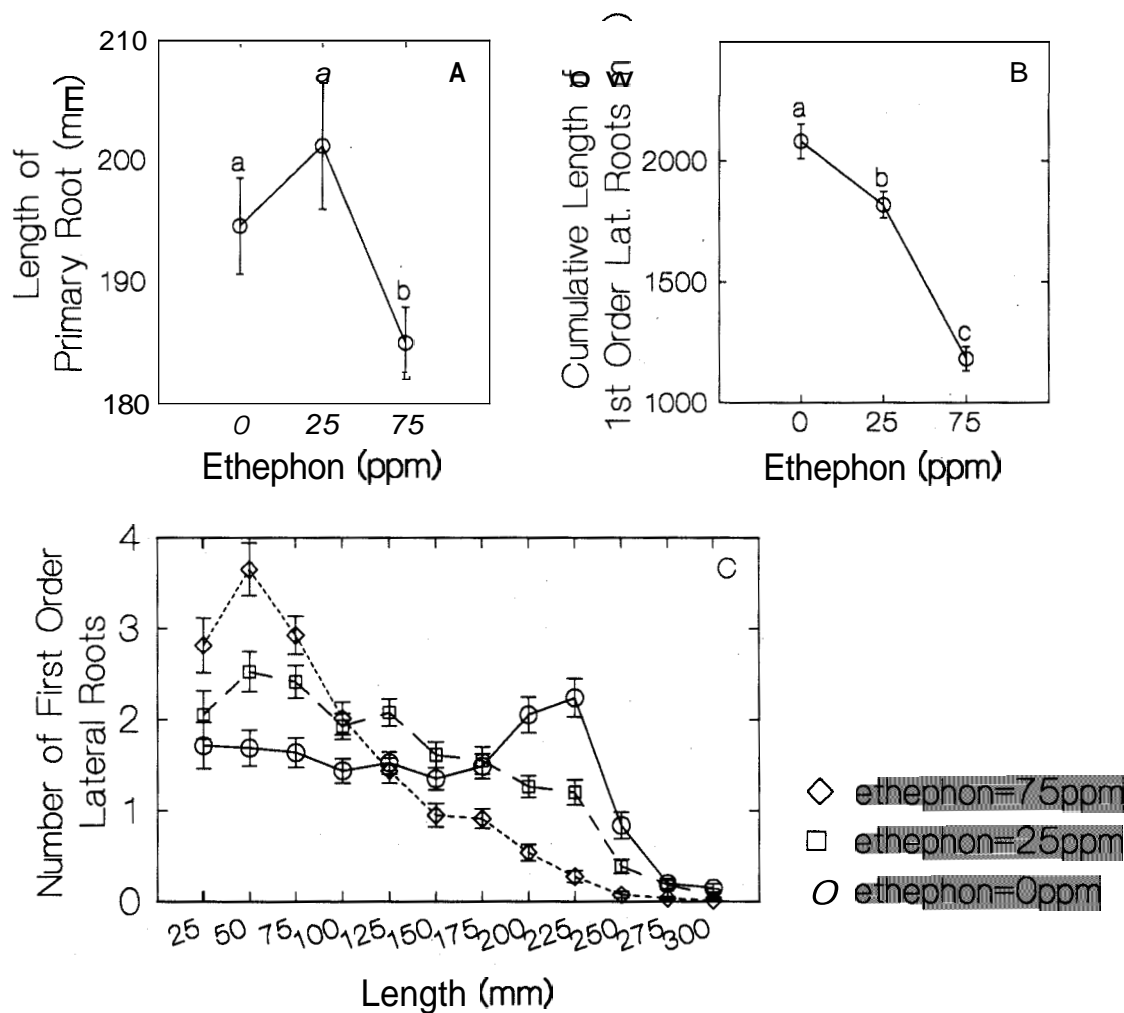 210
200
190
180
Length of
Primary Root (mm)
a
a
b
A
0 25 75
Ethephon (ppm)
2000
1500
1000
Cumulative Length
1st Order Lat. Roots
a
b
c
B
0 25 75
Ethephon (ppm)
4
3
2
1
0
Number of First Order
Lateral Roots
C
25 50 75 100 125 150 175 200 225 250 275 300
Length (mm)
ethephon=75ppm
ethephon=25ppm
ethephon=0ppm